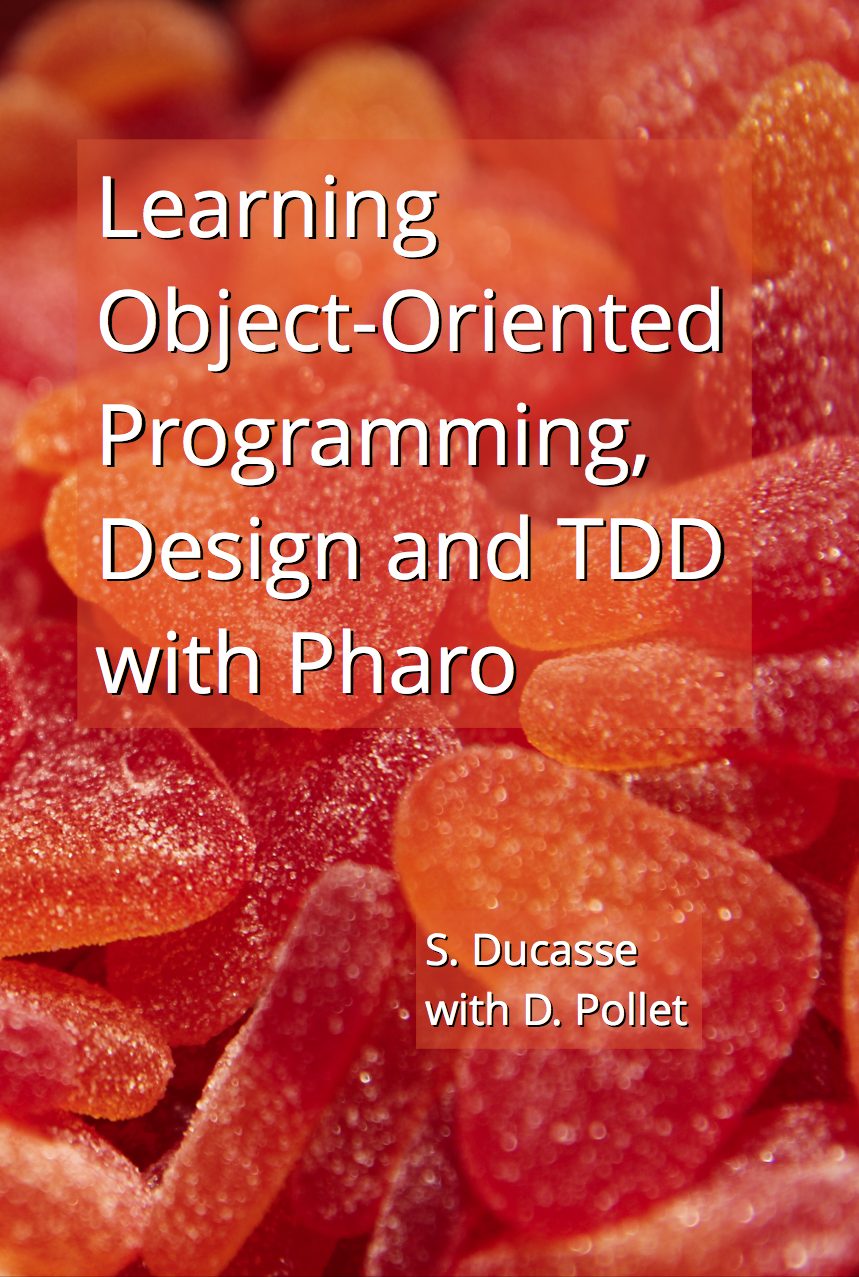 Learning
Object-Oriented
Programming,
Design and TDD
with Pharo
S. Ducasse
with D. Pollet